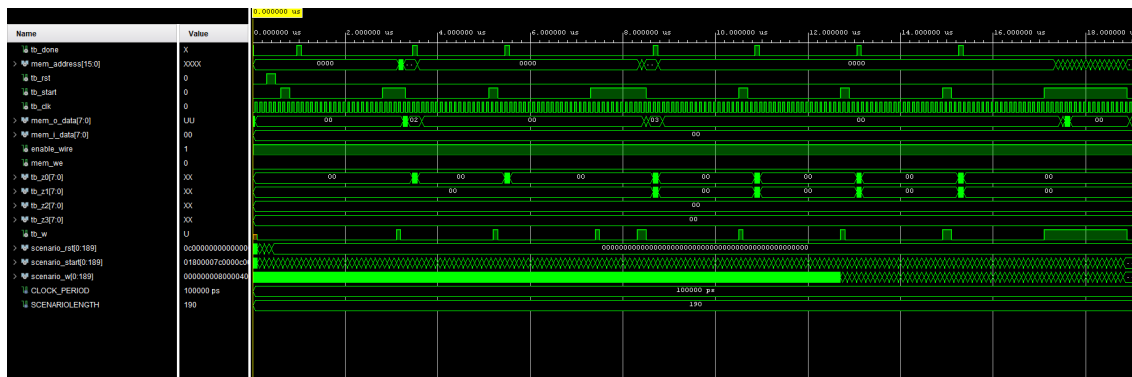 0.000000 us
Name Value 0.000000 us 2.000000 us 4.000000 us 6.000000 us 8.000000 us 10.000000 us 12.000000 us 14.000000 us 16.000000 us 18.00000
tb_done X
mem_address[15:0] XXXX 0000 0000 0000
tb_rst 0
tb_start 0
tb_clk 0
mem_o_data[7:0] UU 00 02 00 03 00 00
mem_i_data[7:0] 00 00
enable_wire 1
mem_we 0
tb_z0[7:0] XX 00 00 00 00 00 00 00
tb_z1[7:0] XX 00 00 00 00 00
tb_z2[7:0] XX 00
tb_z3[7:0] XX 00
tb_w U
scenario_rst[0:189] 0c0000000000000
scenario_start[0:189] 01800007c0000c0
scenario_w[0:189] 000000008000040
CLOCK_PERIOD 100000 ps 100000 ps
SCENARIOLENGTH 190 190